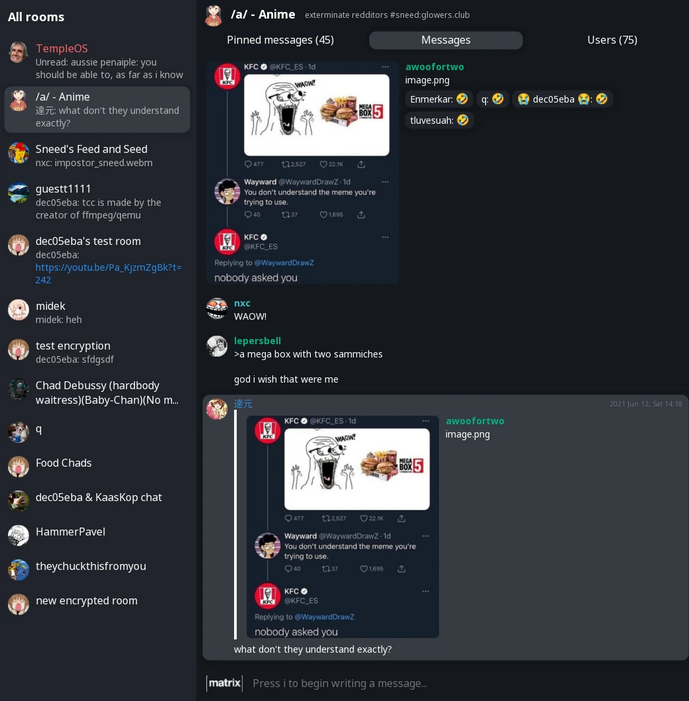 All rooms
TempleOS
Unread: aussie penaiple: you
should be able to, as far as i know
/a/ - Anime
達元: what don't they understand
exactly?
Sneed's Feed and Seed
nxc: impostor_sneed.webm
guestt1111
dec05eba: tcc is made by the
creator of ffmpeg/qemu
dec05eba's test room
dec05eba:
https://youtu.be/Pa_KjzmZgBk?t=
242
midek
midek: heh
test encryption
dec05eba: sfdgsdf
Chad Debussy (hardbody
waitress)(Baby-Chan)(No m...
q
Food Chads
dec05eba & KaasKop chat
HammerPavel
theychuckthisfromyou
new encrypted room
/a/ - Anime exterminate redditors #sneed:glowers.club
Pinned messages (45) Messages Users (75)
KFC @KFC_ES · 1d
WOW!
MEGA
BOX 5
477 2,527 22.1K
Wayward @WaywardDrawZ · 1d
You don't understand the meme you're
trying to use.
40 37 1,695
KFC
@KFC_ES
Replying to @WaywardDrawZ
nobody asked you
awoofortwo
image.png
Enmerkar: 🤣 q: 🤣 😭 dec05eba 😭: 🤣
tluvesuah: 🤣
nxc
WAOW!
lepersbell
>a mega box with two sammiches
god i wish that were me
達元 2021 Jun 12, Sat 14:18
KFC @KFC_ES · 1d
WOW!
MEGA
BOX 5
477 2,527 22.1K
Wayward @WaywardDrawZ · 1d
You don't understand the meme you're
trying to use.
40 37 1,695
KFC
@KFC_ES
Replying to @WaywardDrawZ
nobody asked you
awoofortwo
image.png
what don't they understand exactly?
[matrix] Press i to begin writing a message...